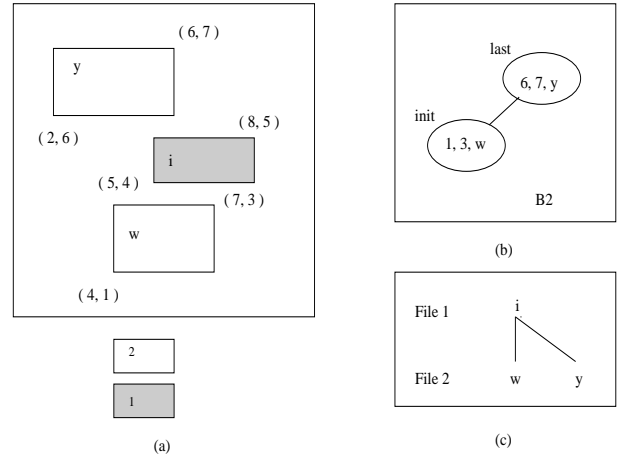 ( 6, 7 )
y
( 2, 6 )
( 8, 5 )
i
( 5, 4 )
( 7, 3 )
w
( 4, 1 )
2
1
(a)
last
6, 7, y
init
1, 3, w
B2
(b)
File 1 i
File 2 w y
(c)